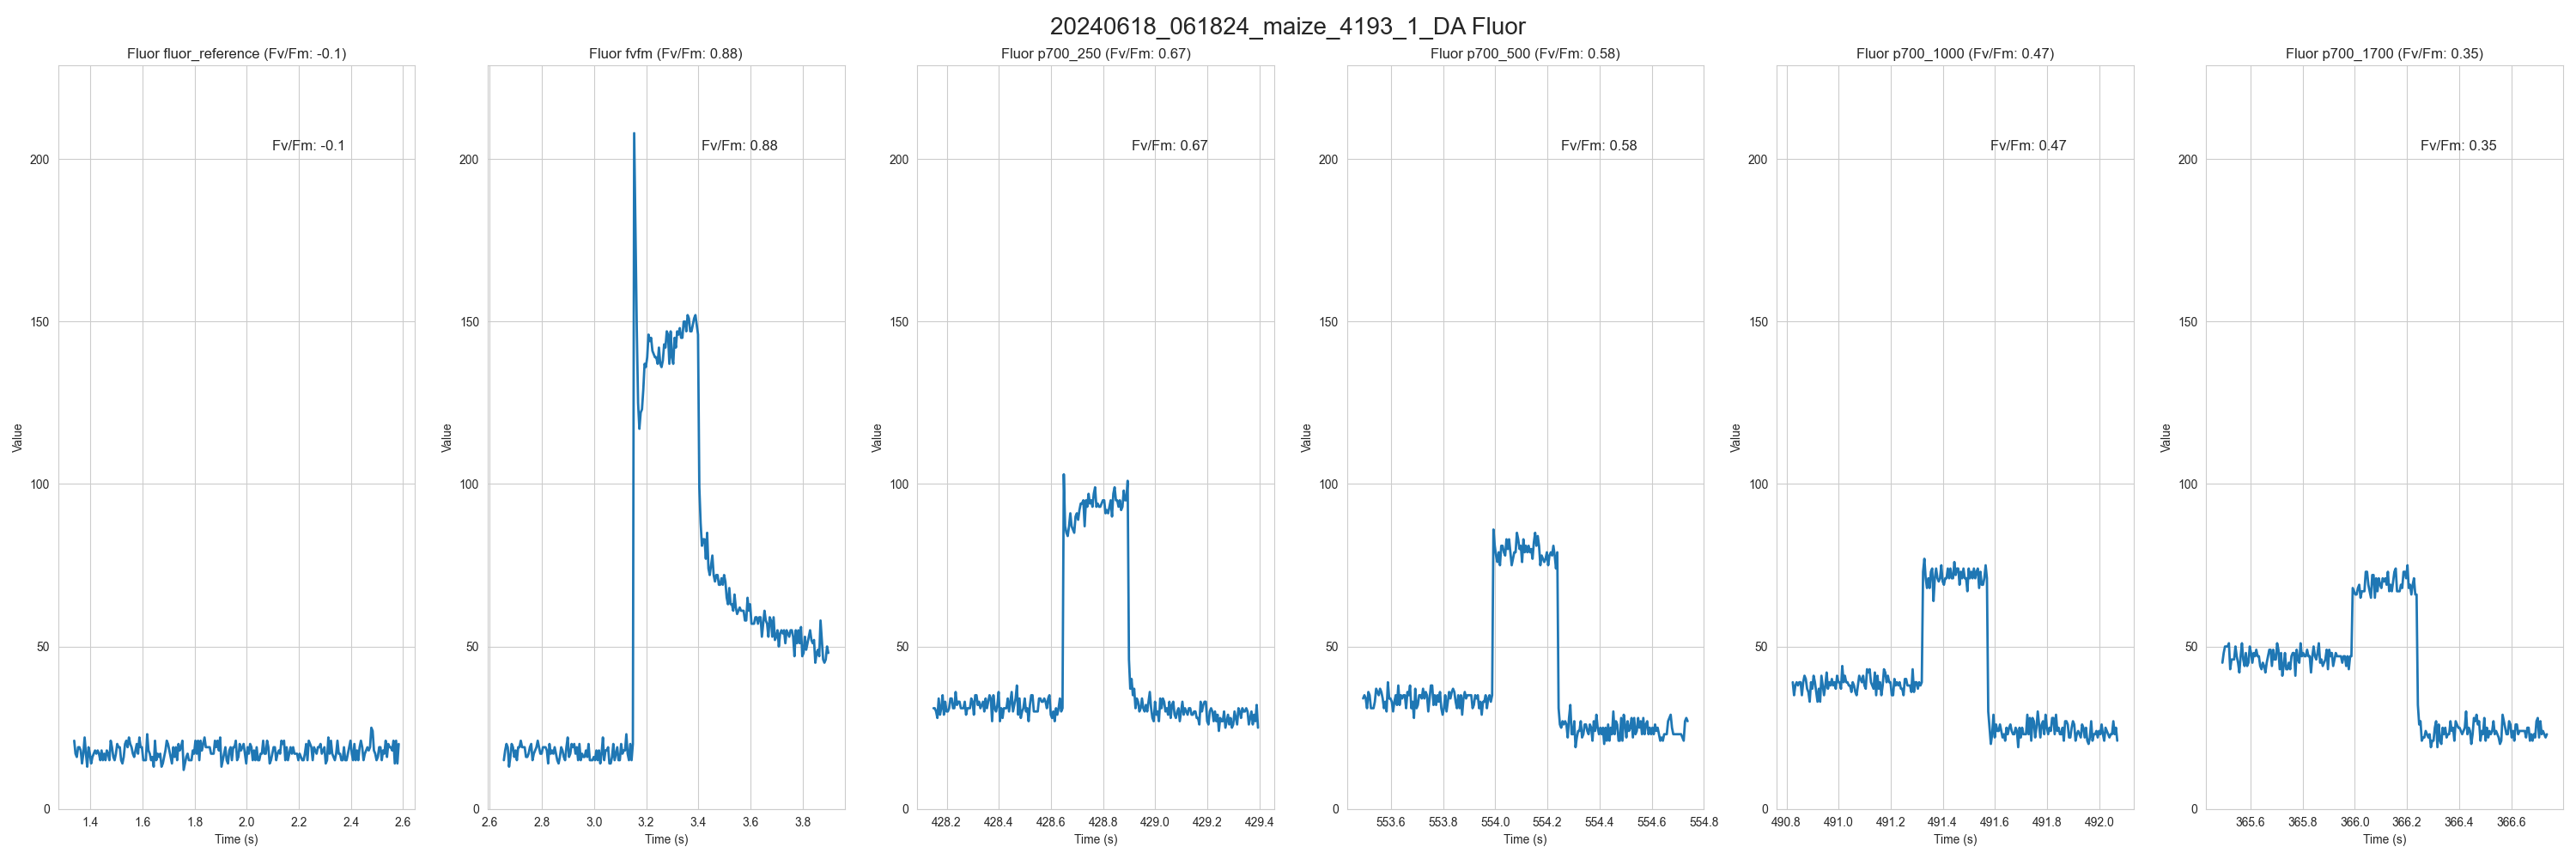 20240618_061824_maize_4193_1_DA Fluor
Fluor fluor_reference (Fv/Fm: -0.1)
Fv/Fm: -0.1
200
150
100
50
0
Value
1.4 1.6 1.8 2.0 2.2 2.4 2.6
Time (s)
Fluor fvfm (Fv/Fm: 0.88)
Fv/Fm: 0.88
200
150
100
50
0
Value
2.6 2.8 3.0 3.2 3.4 3.6 3.8
Time (s)
Fluor p700_250 (Fv/Fm: 0.67)
Fv/Fm: 0.67
200
150
100
50
0
Value
428.2 428.4 428.6 428.8 429.0 429.2 429.4
Time (s)
Fluor p700_500 (Fv/Fm: 0.58)
Fv/Fm: 0.58
200
150
100
50
0
Value
553.6 553.8 554.0 554.2 554.4 554.6 554.8
Time (s)
Fluor p700_1000 (Fv/Fm: 0.47)
Fv/Fm: 0.47
200
150
100
50
0
Value
490.8 491.0 491.2 491.4 491.6 491.8 492.0
Time (s)
Fluor p700_1700 (Fv/Fm: 0.35)
Fv/Fm: 0.35
200
150
100
50
0
Value
365.6 365.8 366.0 366.2 366.4 366.6
Time (s)